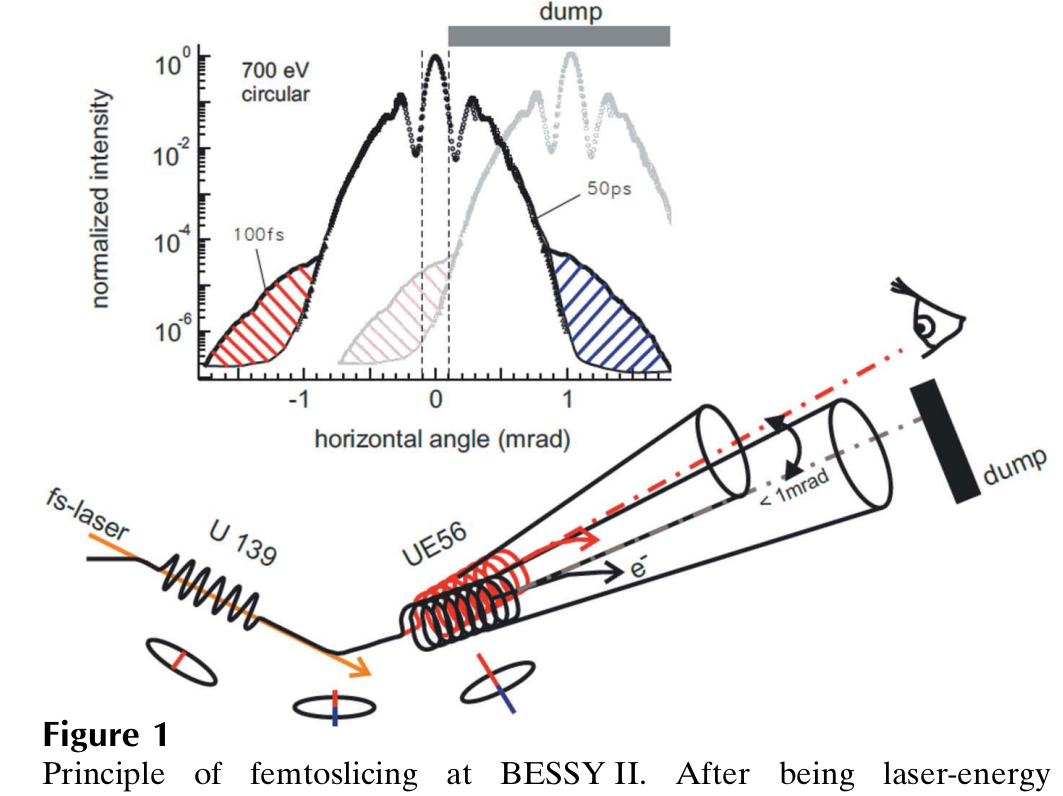 dump
10^0
700 eV
circular
10^-2
50ps
100fs
10^-4
10^-6
normalized intensity
-1
0
1
horizontal angle (mrad)
fs-laser
U 139
UE56
e-
< 1mrad
dump
Figure 1
Principle of femtoslicing at BESSY II. After being laser-energy